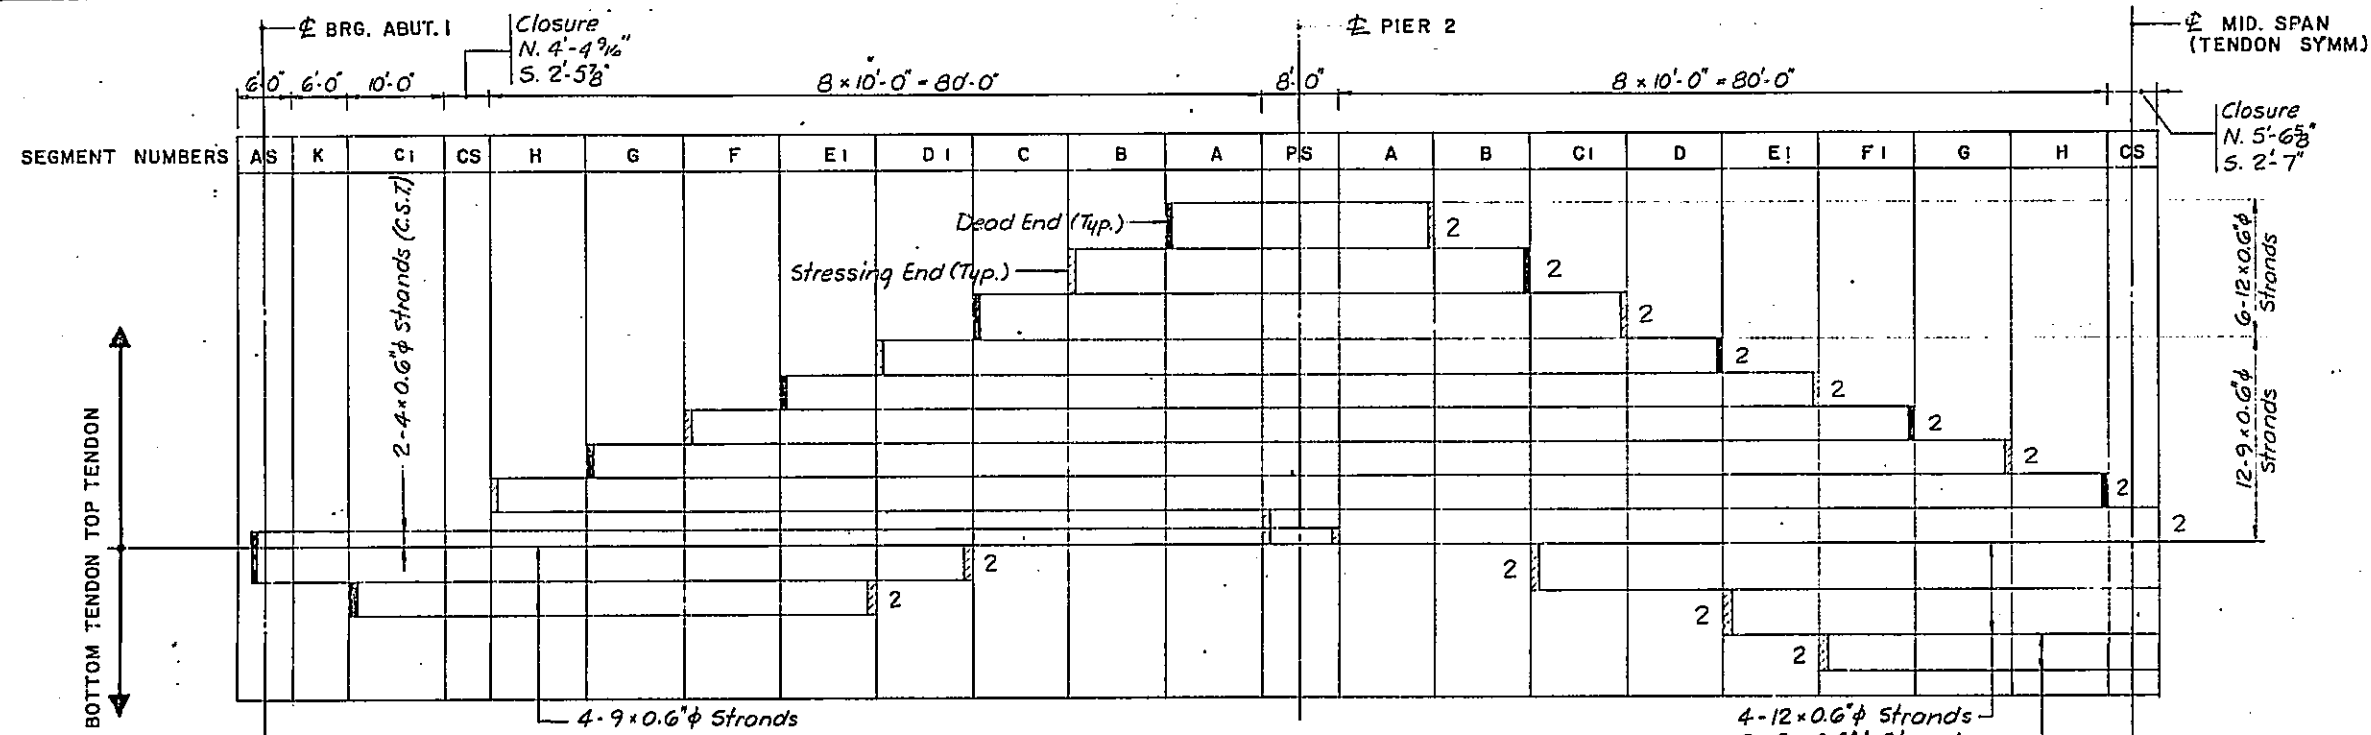 ℄ BRG. ABUT. 1
Closure
N. 4'-4 9/16"
S. 2'-5 7/8"
℄ PIER 2
℄ MID. SPAN
(TENDON SYMM.)
6'-0" 6'-0" 10'-0" 8 × 10'-0" = 80'-0" 8'-0" 8 × 10'-0" = 80'-0"
Closure
N. 5'-6 5/8"
S. 2'-7"
SEGMENT NUMBERS AS K C1 CS H G F E1 D1 C B A PS A B C1 D E1 F1 G H CS
2-4×0.6"ϕ Strands (C.S.T.)
Dead End (Typ.)
2
Stressing End (Typ.)
2
2
2
2
2
2
2
2
6-12×0.6"ϕ
Strands
12-9×0.6"ϕ
Strands
TOP TENDON
BOTTOM TENDON
2
2
2
2
2
4-9×0.6"ϕ Strands
4-12×0.6"ϕ Strands